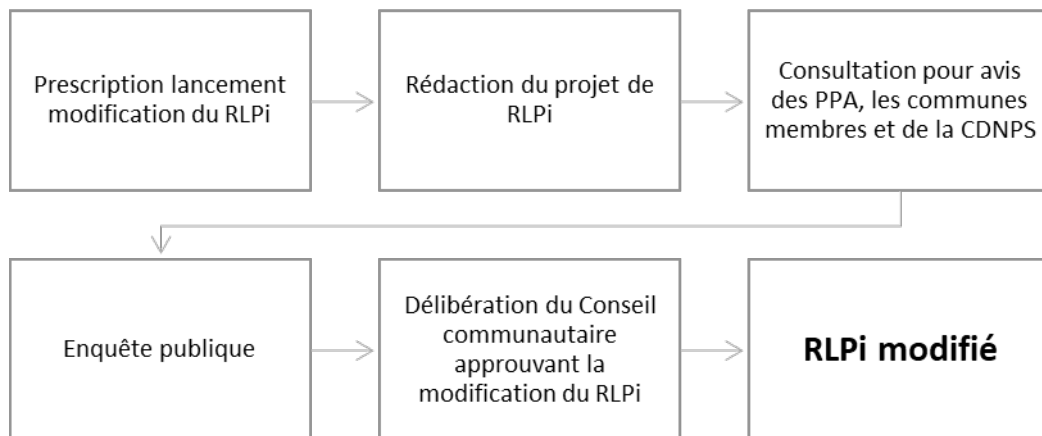 Prescription lancement
modification du RLPi
Rédaction du projet de
RLPi
Consultation pour avis
des PPA, les communes
membres et de la CDNPS
Enquête publique
Délibération du Conseil
communautaire
approuvant la
modification du RLPi
RLPi modifié